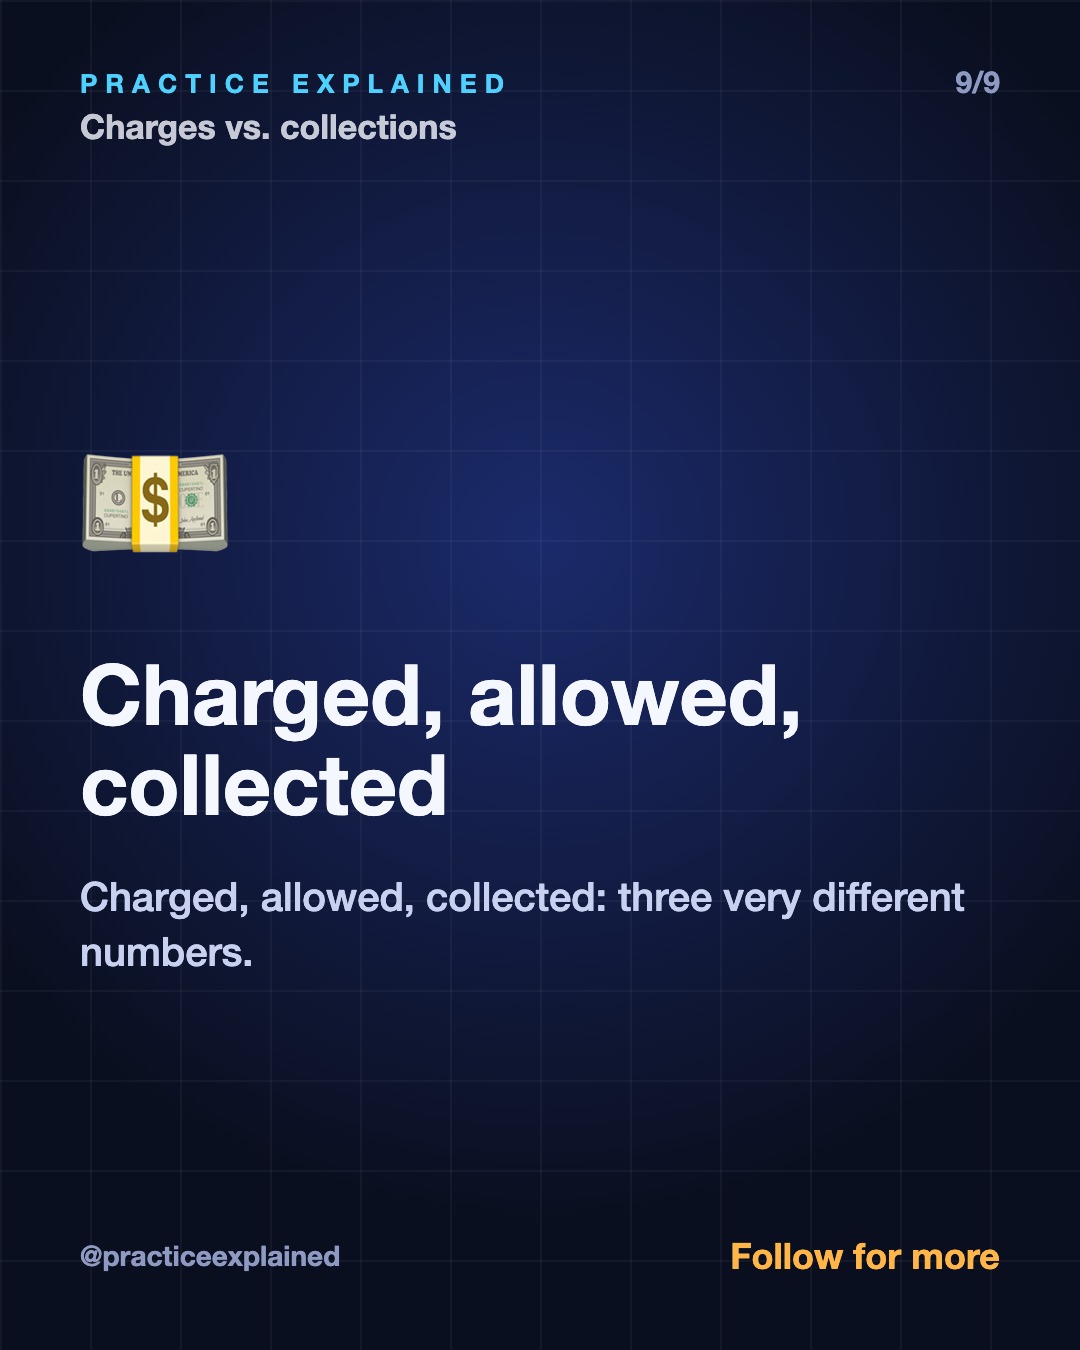 PRACTICE EXPLAINED
9/9
Charges vs. collections
$
Charged, allowed,
collected
Charged, allowed, collected: three very different
numbers.
@practiceexplained
Follow for more